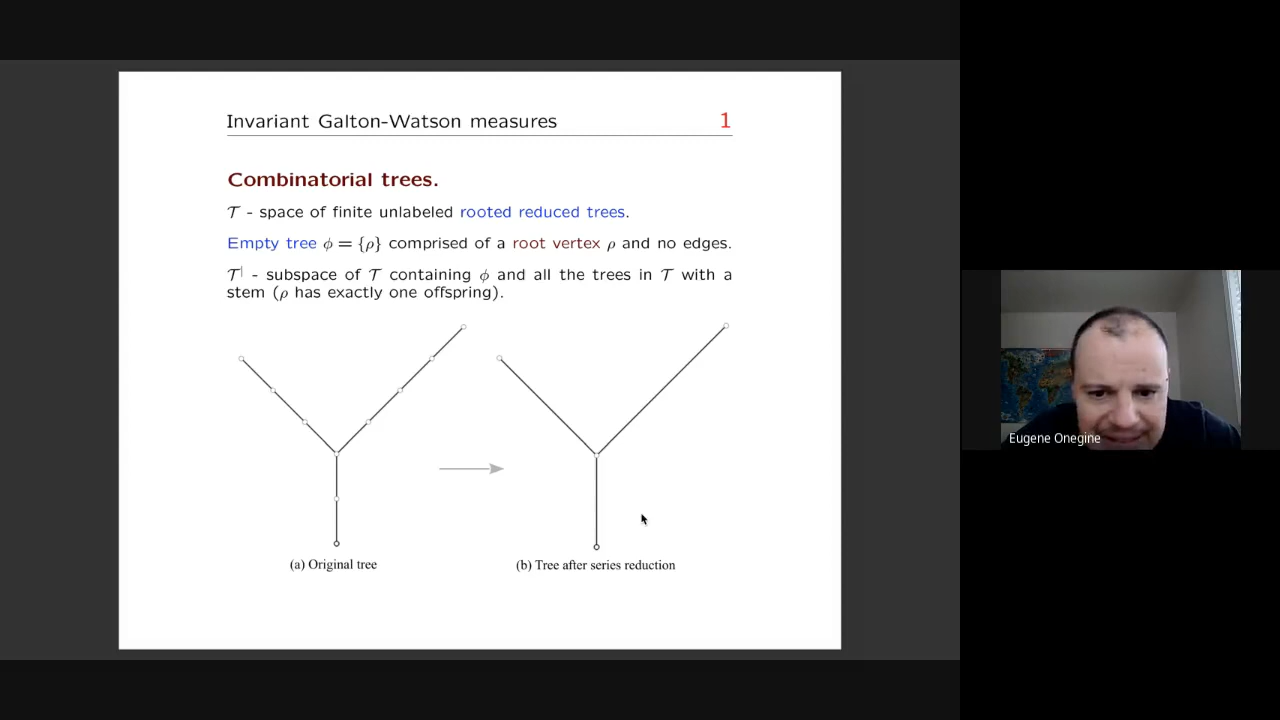 Invariant Galton-Watson measures 1
Combinatorial trees.
𝒯 - space of finite unlabeled rooted reduced trees.
Empty tree ϕ = {ρ} comprised of a root vertex ρ and no edges.
𝒯^| - subspace of 𝒯 containing ϕ and all the trees in 𝒯 with a
stem (ρ has exactly one offspring).
(a) Original tree
(b) Tree after series reduction
Eugene Onegine